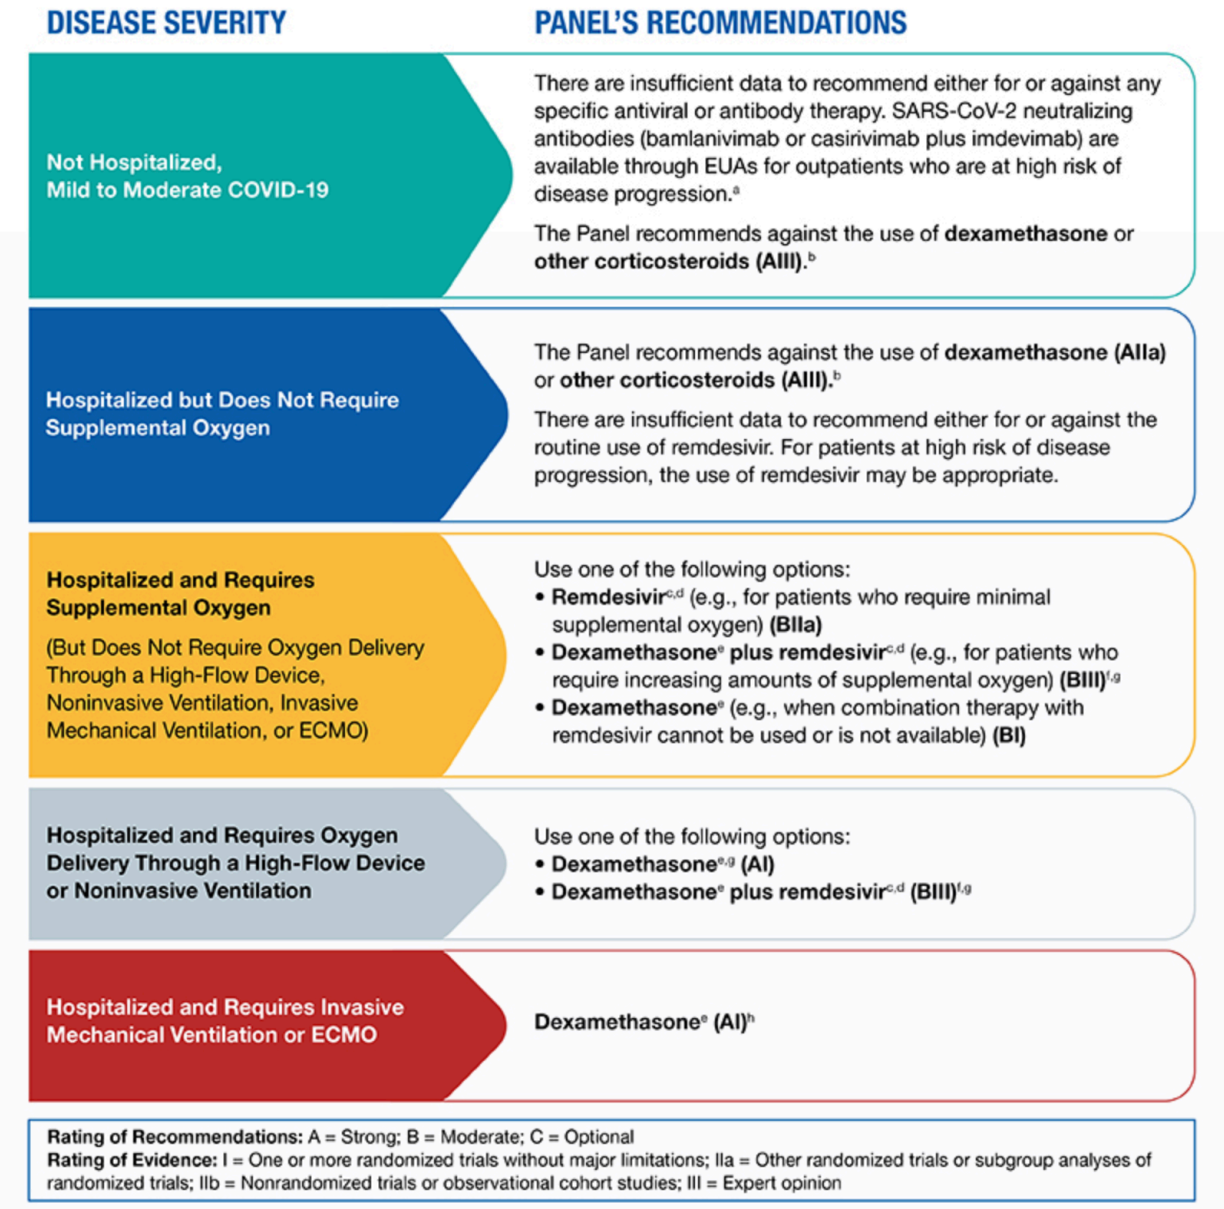 DISEASE SEVERITY
PANEL'S RECOMMENDATIONS
Not Hospitalized,
Mild to Moderate COVID-19
There are insufficient data to recommend either for or against any
specific antiviral or antibody therapy. SARS-CoV-2 neutralizing
antibodies (bamlanivimab or casirivimab plus imdevimab) are
available through EUAs for outpatients who are at high risk of
disease progression.ᵃ
The Panel recommends against the use of dexamethasone or
other corticosteroids (AIII).ᵇ
Hospitalized but Does Not Require
Supplemental Oxygen
The Panel recommends against the use of dexamethasone (AIIa)
or other corticosteroids (AIII).ᵇ
There are insufficient data to recommend either for or against the
routine use of remdesivir. For patients at high risk of disease
progression, the use of remdesivir may be appropriate.
Hospitalized and Requires
Supplemental Oxygen
(But Does Not Require Oxygen Delivery
Through a High-Flow Device,
Noninvasive Ventilation, Invasive
Mechanical Ventilation, or ECMO)
Use one of the following options:
• Remdesivirᶜ,ᵈ (e.g., for patients who require minimal
supplemental oxygen) (BIIa)
• Dexamethasoneᵉ plus remdesivirᶜ,ᵈ (e.g., for patients who
require increasing amounts of supplemental oxygen) (BIII)ᶠ,ᵍ
• Dexamethasoneᵉ (e.g., when combination therapy with
remdesivir cannot be used or is not available) (BI)
Hospitalized and Requires Oxygen
Delivery Through a High-Flow Device
or Noninvasive Ventilation
Use one of the following options:
• Dexamethasoneᵉ,ᵍ (AI)
• Dexamethasoneᵉ plus remdesivirᶜ,ᵈ (BIII)ᶠ,ᵍ
Hospitalized and Requires Invasive
Mechanical Ventilation or ECMO
Dexamethasoneᵉ (AI)ʰ
Rating of Recommendations: A = Strong; B = Moderate; C = Optional
Rating of Evidence: I = One or more randomized trials without major limitations; IIa = Other randomized trials or subgroup analyses of
randomized trials; IIb = Nonrandomized trials or observational cohort studies; III = Expert opinion